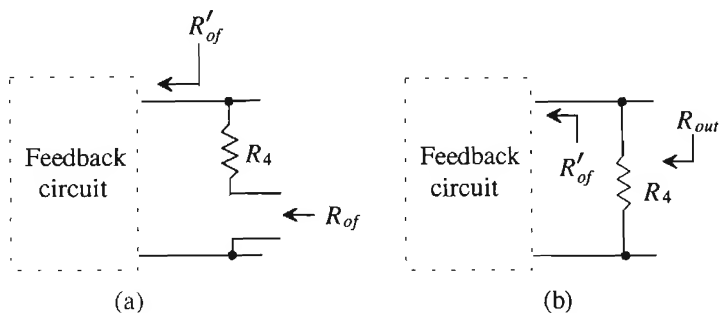 R'of
Feedback
circuit
R4
Rof
(a)
Feedback
circuit
R'of
Rout
R4
(b)